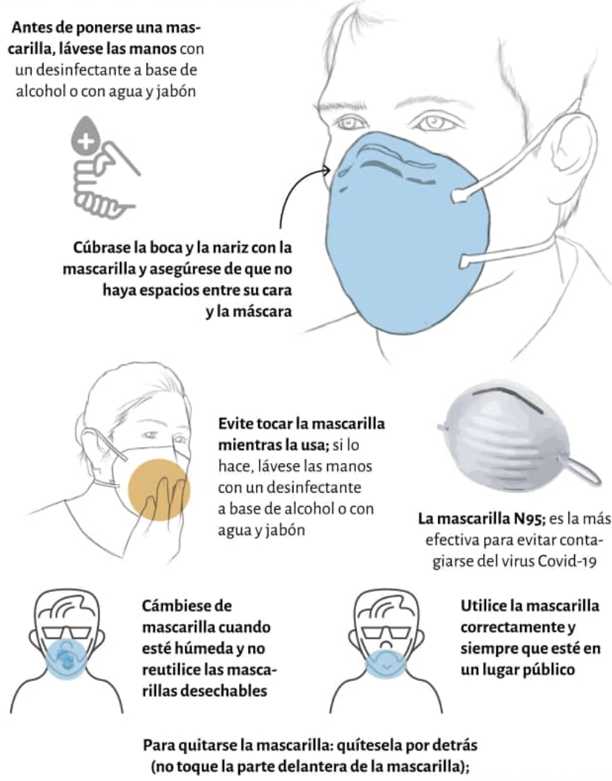 Antes de ponerse una mas-
carilla, lávese las manos con
un desinfectante a base de
alcohol o con agua y jabón
Cúbrase la boca y la nariz con la
mascarilla y asegúrese de que no
haya espacios entre su cara
y la máscara
Evite tocar la mascarilla
mientras la usa; si lo
hace, lávese las manos
con un desinfectante
a base de alcohol o con
agua y jabón
La mascarilla N95; es la más
efectiva para evitar conta-
giarse del virus Covid-19
Cámbiese de
mascarilla cuando
esté húmeda y no
reutilice las masca-
rillas desechables
Utilice la mascarilla
correctamente y
siempre que esté en
un lugar público
Para quitarse la mascarilla: quítesela por detrás
(no toque la parte delantera de la mascarilla);